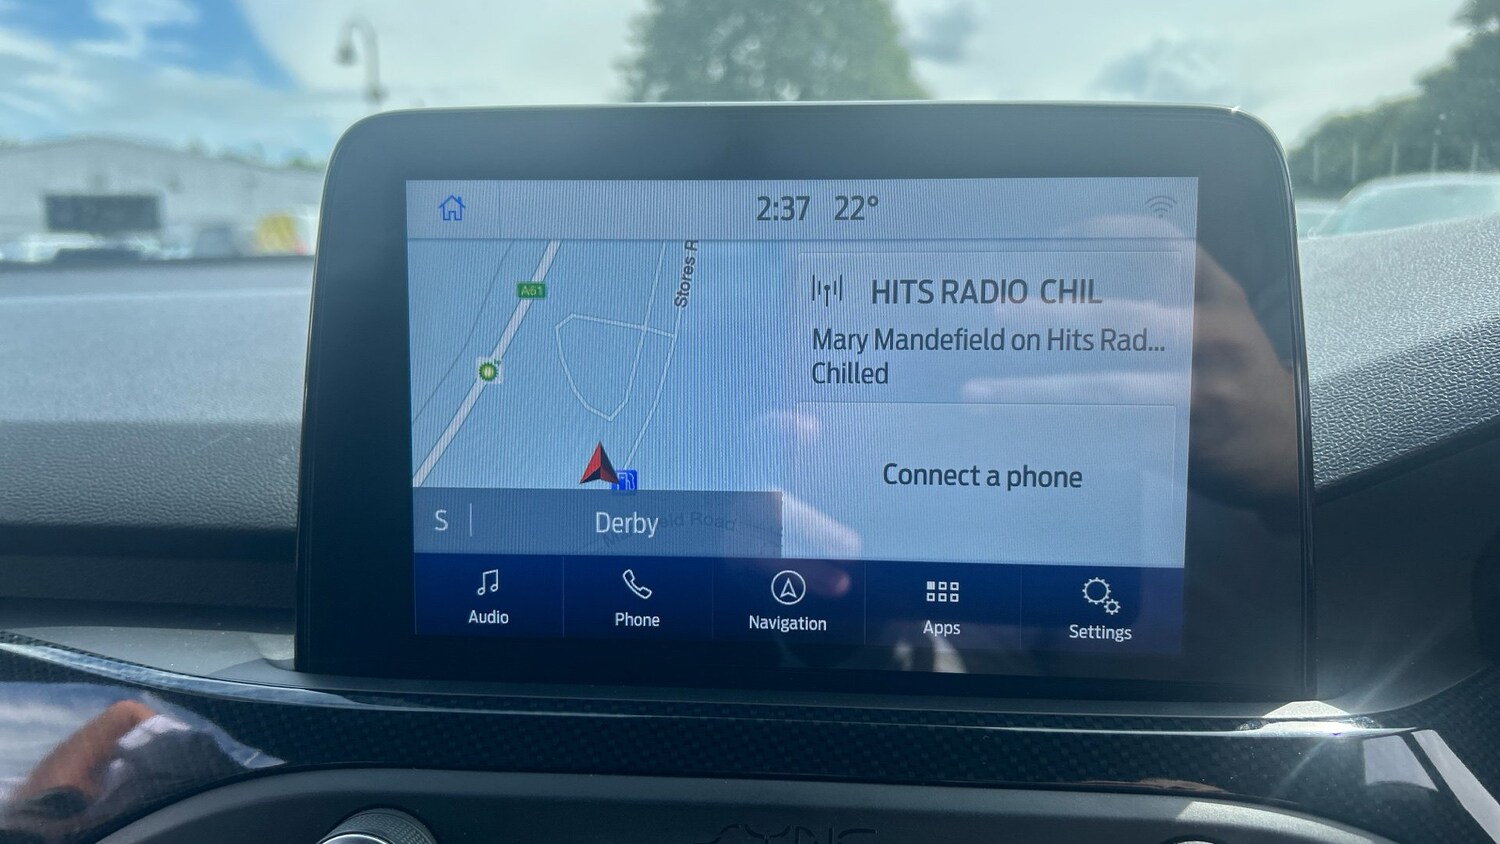 2:37 22°
A61
Stores R
HITS RADIO CHIL
Mary Mandefield on Hits Rad...
Chilled
Connect a phone
S
Derby
Road
Audio
Phone
Navigation
Apps
Settings